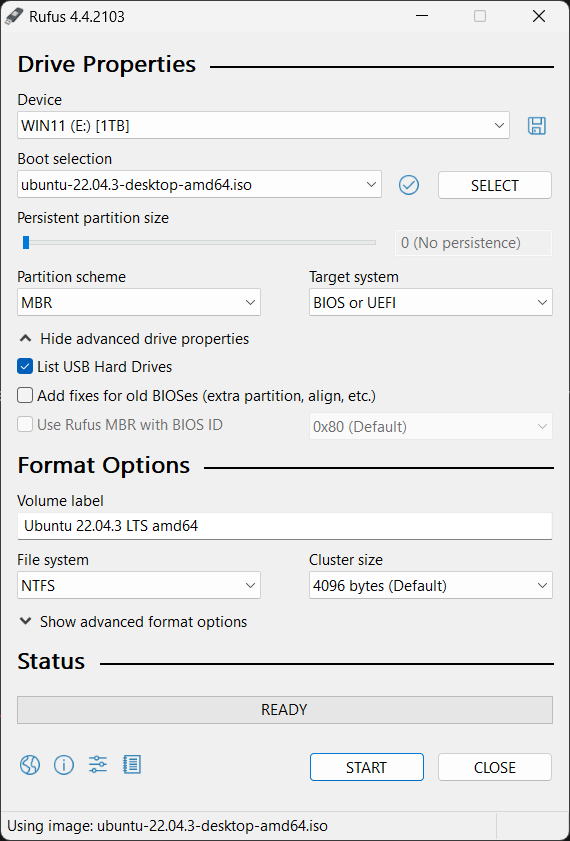 Rufus 4.4.2103
Drive Properties
Device
WIN11 (E:) [1TB]
Boot selection
ubuntu-22.04.3-desktop-amd64.iso
SELECT
Persistent partition size
0 (No persistence)
Partition scheme
Target system
MBR
BIOS or UEFI
Hide advanced drive properties
List USB Hard Drives
Add fixes for old BIOSes (extra partition, align, etc.)
Use Rufus MBR with BIOS ID
0x80 (Default)
Format Options
Volume label
Ubuntu 22.04.3 LTS amd64
File system
Cluster size
NTFS
4096 bytes (Default)
Show advanced format options
Status
READY
START
CLOSE
Using image: ubuntu-22.04.3-desktop-amd64.iso